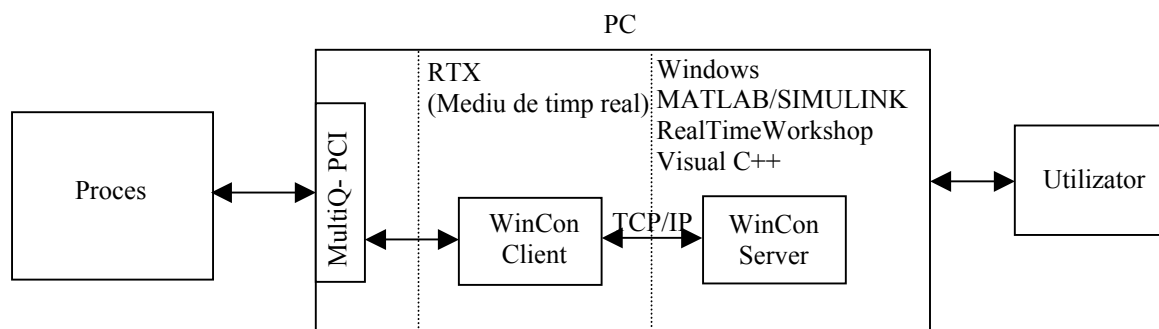 PC
RTX
(Mediu de timp real)
Windows
MATLAB/SIMULINK
RealTimeWorkshop
Visual C++
Proces
MultiQ- PCI
WinCon
Client
TCP/IP
WinCon
Server
Utilizator